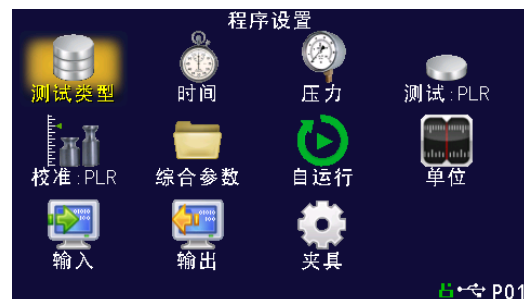 程序设置
测试类型 时间 压力 测试:PLR
校准:PLR 综合参数 自运行 单位
输入 输出 夹具
P01